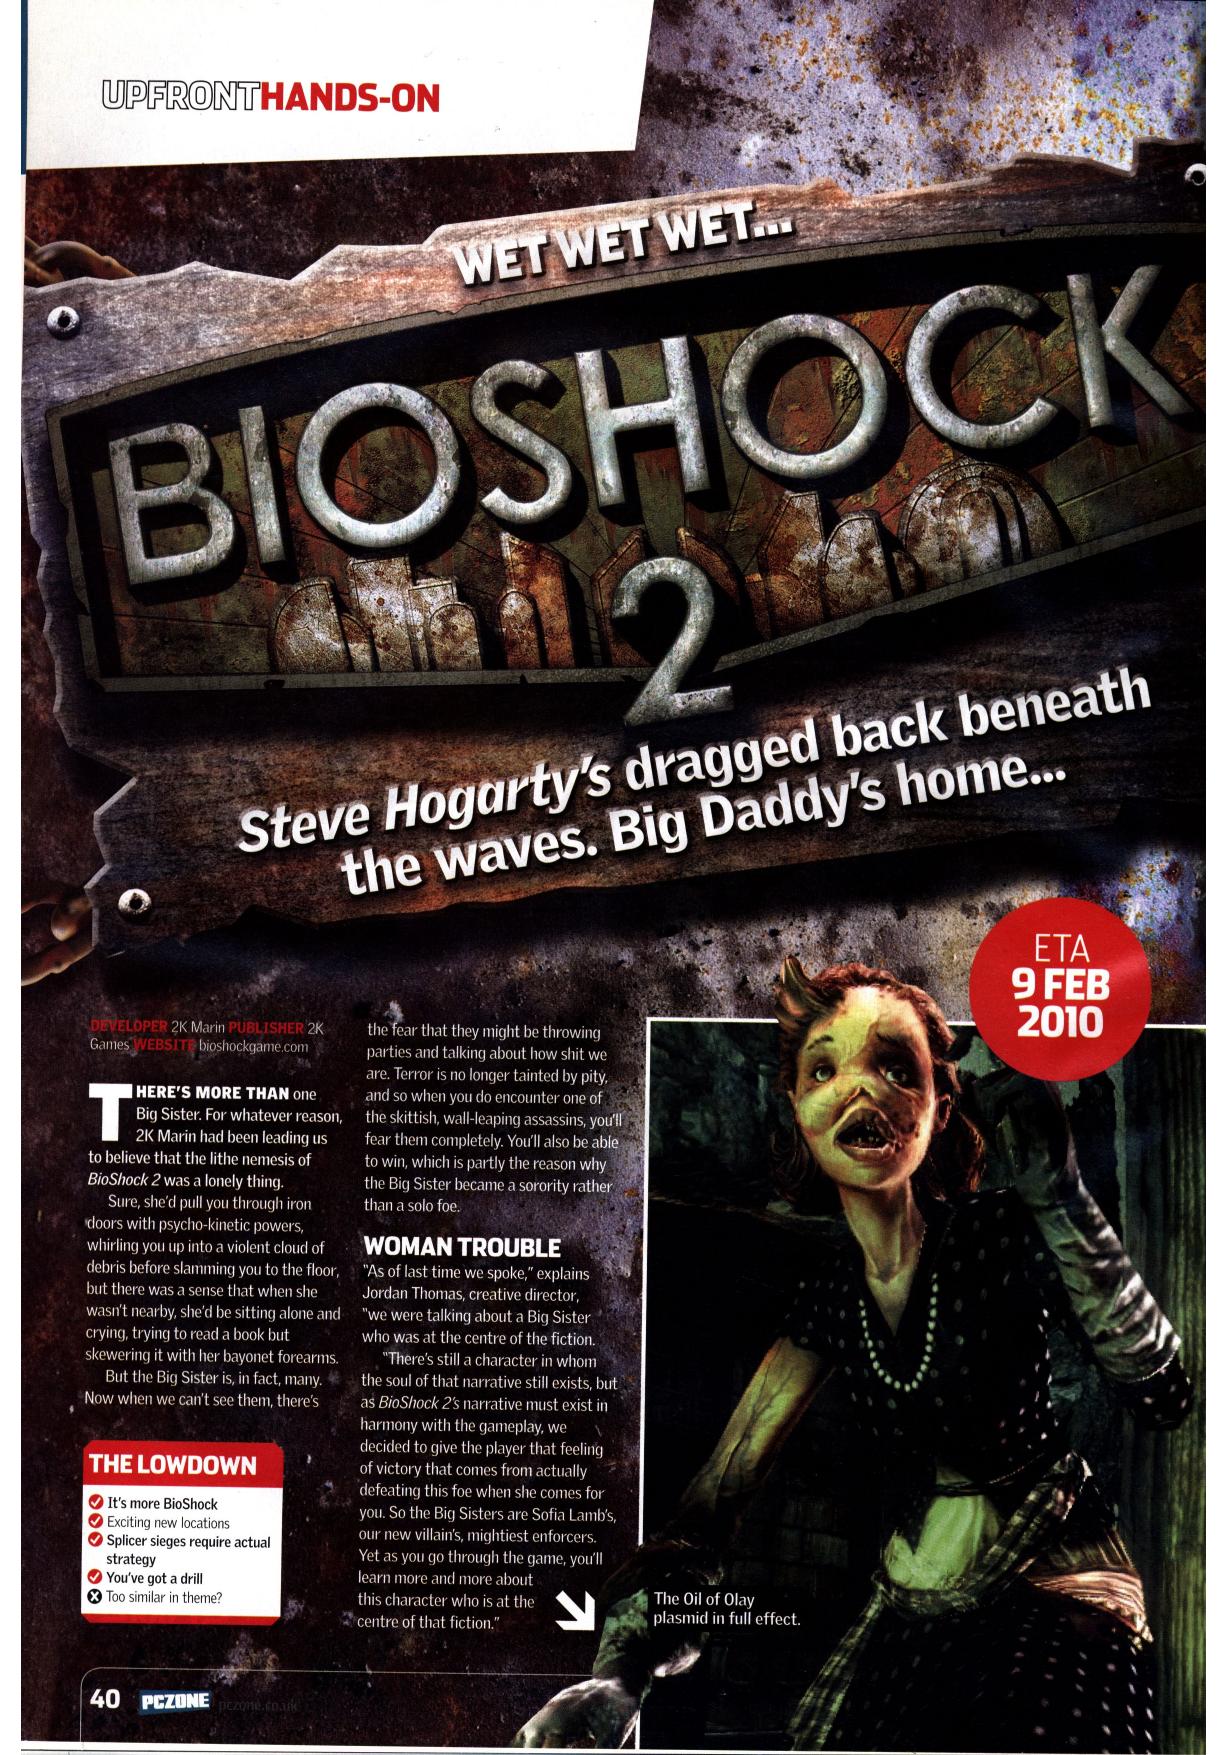 UPFRONTHANDS-ON
WET WET WET...
BIOSHOCK
2
Steve Hogarty's dragged back beneath
the waves. Big Daddy's home...
ETA
9 FEB
2010
DEVELOPER 2K Marin PUBLISHER 2K
Games WEBSITE bioshockgame.com
THERE'S MORE THAN one
Big Sister. For whatever reason,
2K Marin had been leading us
to believe that the lithe nemesis of
BioShock 2 was a lonely thing.
Sure, she'd pull you through iron
doors with psycho-kinetic powers,
whirling you up into a violent cloud of
debris before slamming you to the floor,
but there was a sense that when she
wasn't nearby, she'd be sitting alone and
crying, trying to read a book but
skewering it with her bayonet forearms.
But the Big Sister is, in fact, many.
Now when we can't see them, there's
THE LOWDOWN
It's more BioShock
Exciting new locations
Splicer sieges require actual
strategy
You've got a drill
Too similar in theme?
the fear that they might be throwing
parties and talking about how shit we
are. Terror is no longer tainted by pity,
and so when you do encounter one of
the skittish, wall-leaping assassins, you'll
fear them completely. You'll also be able
to win, which is partly the reason why
the Big Sister became a sorority rather
than a solo foe.
WOMAN TROUBLE
"As of last time we spoke," explains
Jordan Thomas, creative director,
"we were talking about a Big Sister
who was at the centre of the fiction.
"There's still a character in whom
the soul of that narrative still exists, but
as BioShock 2's narrative must exist in
harmony with the gameplay, we
decided to give the player that feeling
of victory that comes from actually
defeating this foe when she comes for
you. So the Big Sisters are Sofia Lamb's,
our new villain's, mightiest enforcers.
Yet as you go through the game, you'll
learn more and more about
this character who is at the
centre of that fiction."
The Oil of Olay
plasmid in full effect.
40 PCZONE pczone.co.uk